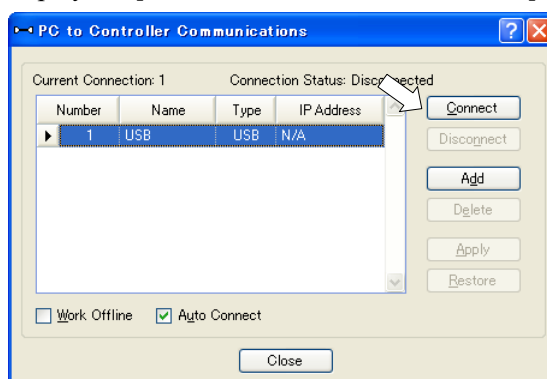 PC to Controller Communications
Current Connection: 1 Connection Status: Disconnected
Number Name Type IP Address
1 USB USB N/A
Connect
Disconnect
Add
Delete
Apply
Restore
Work Offline Auto Connect
Close